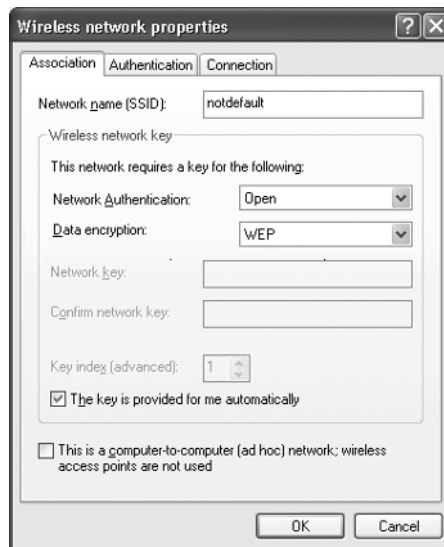 Wireless network properties
Association Authentication Connection
Network name (SSID): notdefault
Wireless network key
This network requires a key for the following:
Network Authentication: Open
Data encryption: WEP
Network key:
Confirm network key:
Key index (advanced): 1
The key is provided for me automatically
This is a computer-to-computer (ad hoc) network; wireless
access points are not used
OK Cancel